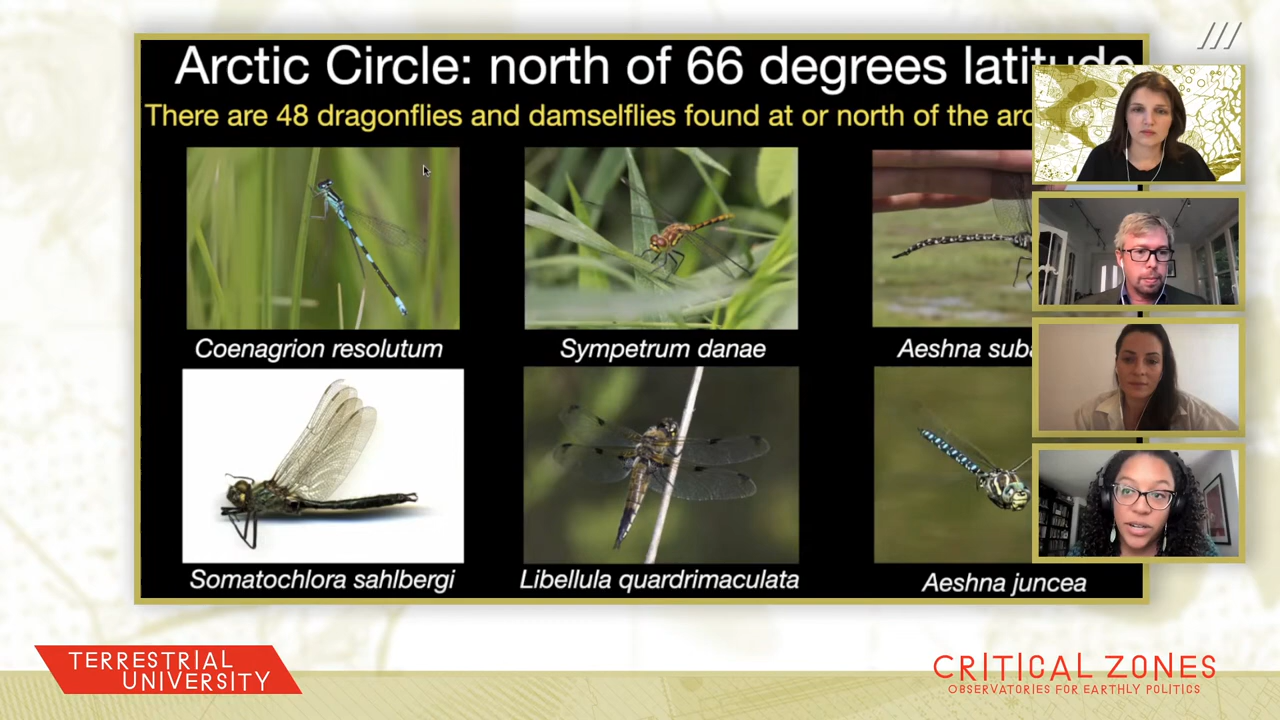 Arctic Circle: north of 66 degrees latitude
There are 48 dragonflies and damselflies found at or north of the
Coenagrion resolutum
Sympetrum danae
Aeshna
Somatochlora sahlbergi
Libellula quardrimaculata
Aeshna juncea
TERRESTRIAL
UNIVERSITY
CRITICAL ZONES
OBSERVATORIES FOR EARTHLY POLITICS